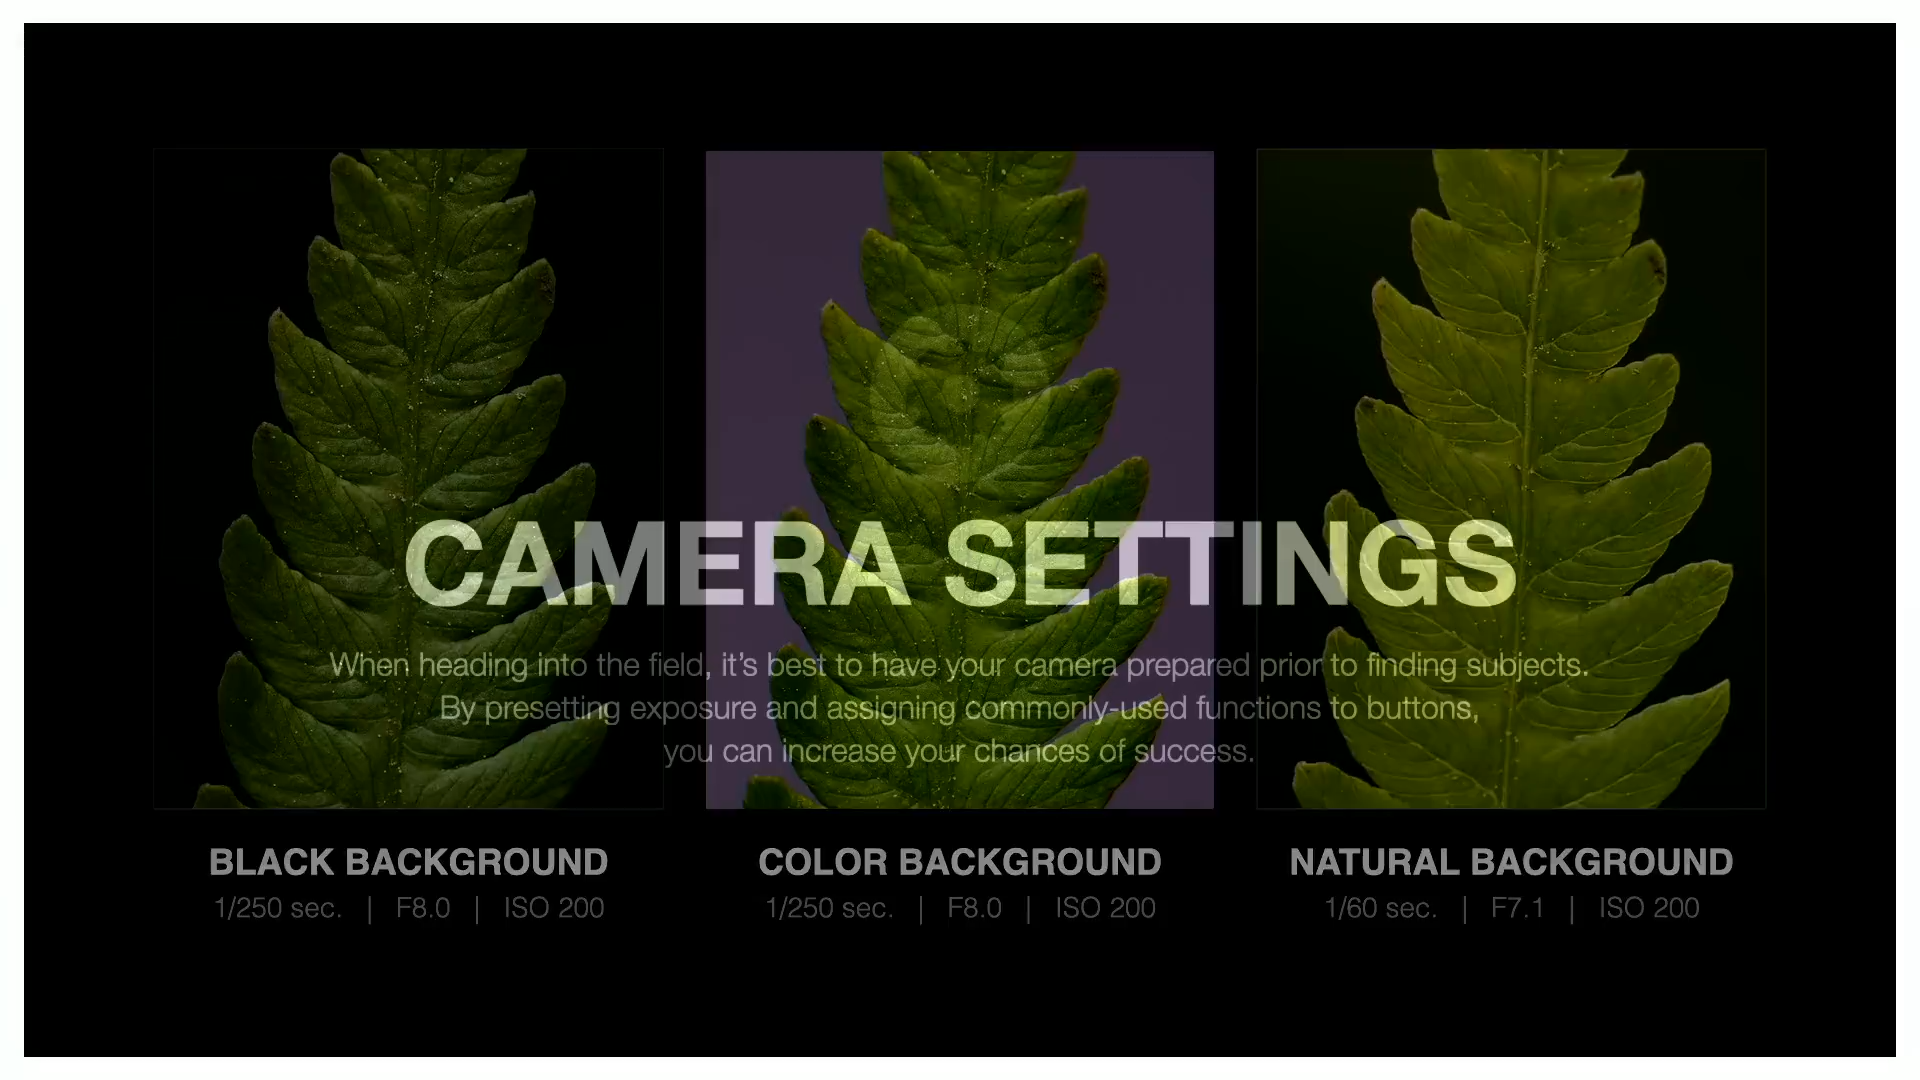 CAMERA SETTINGS
When heading into the field, it’s best to have your camera prepared prior to finding subjects.
By presetting exposure and assigning commonly-used functions to buttons,
you can increase your chances of success.
BLACK BACKGROUND
1/250 sec. | F8.0 | ISO 200
COLOR BACKGROUND
1/250 sec. | F8.0 | ISO 200
NATURAL BACKGROUND
1/60 sec. | F7.1 | ISO 200